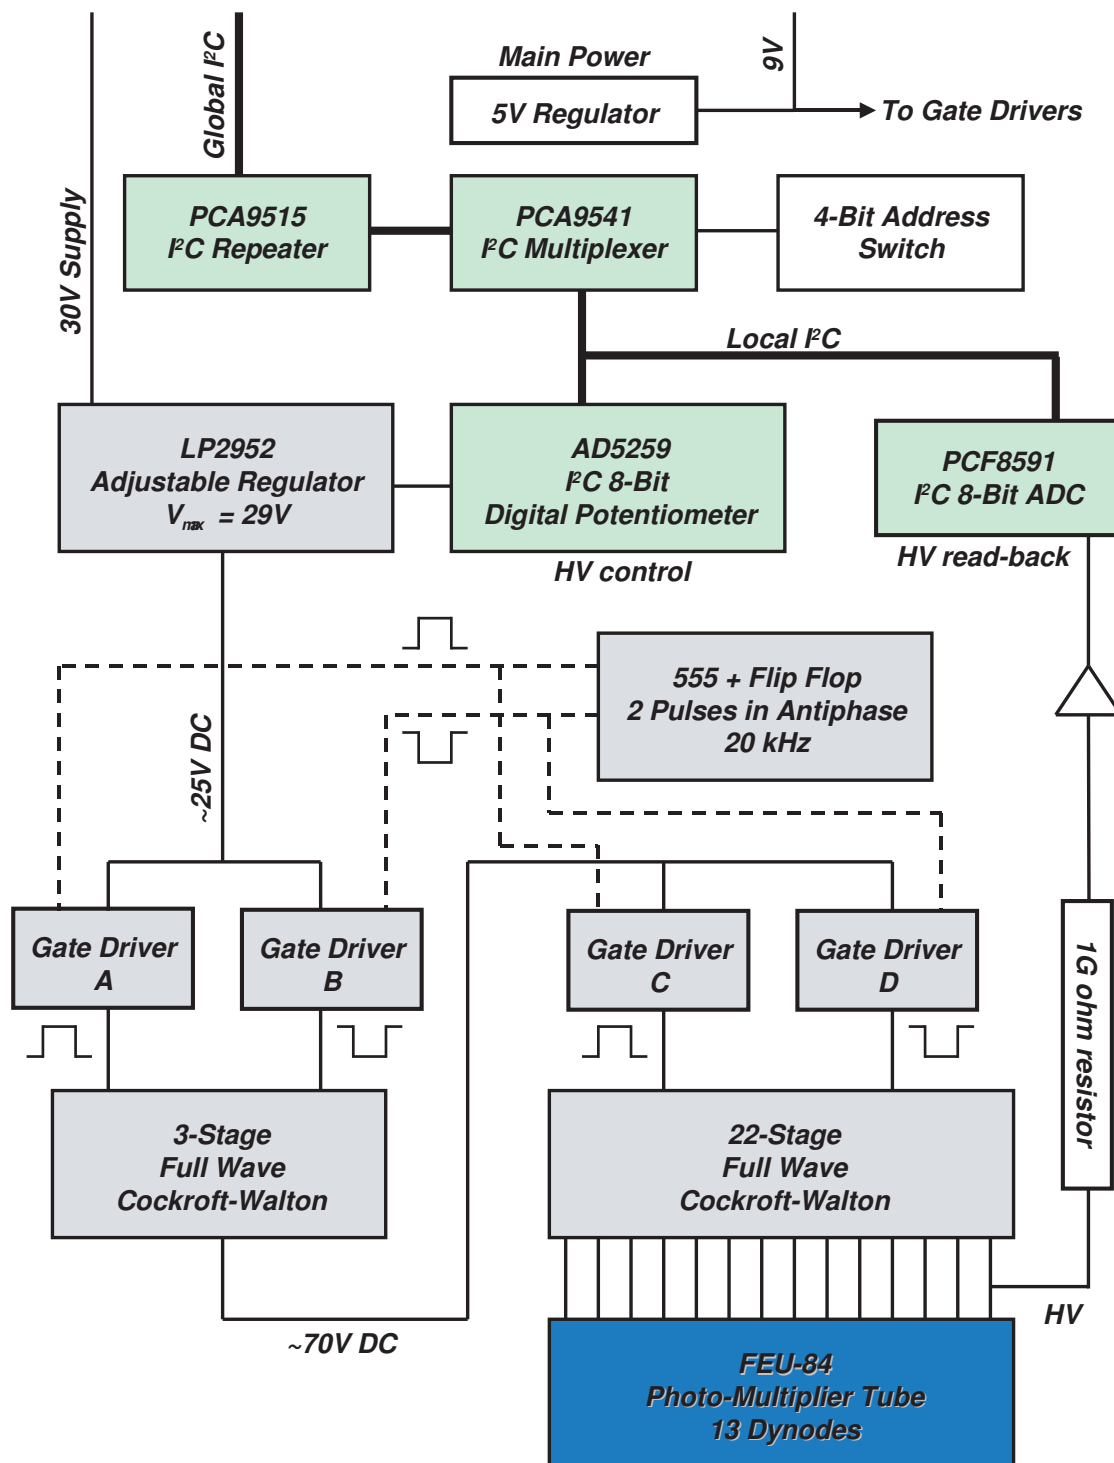 Global I²C
9V
Main Power
5V Regulator
To Gate Drivers
30V Supply
PCA9515
I²C Repeater
PCA9541
I²C Multiplexer
4-Bit Address
Switch
Local I²C
LP2952
Adjustable Regulator
Vmax = 29V
AD5259
I²C 8-Bit
Digital Potentiometer
PCF8591
I²C 8-Bit ADC
HV control
HV read-back
555 + Flip Flop
2 Pulses in Antiphase
20 kHz
~25V DC
Gate Driver
A
Gate Driver
B
Gate Driver
C
Gate Driver
D
1G ohm resistor
3-Stage
Full Wave
Cockroft-Walton
22-Stage
Full Wave
Cockroft-Walton
HV
~70V DC
FEU-84
Photo-Multiplier Tube
13 Dynodes